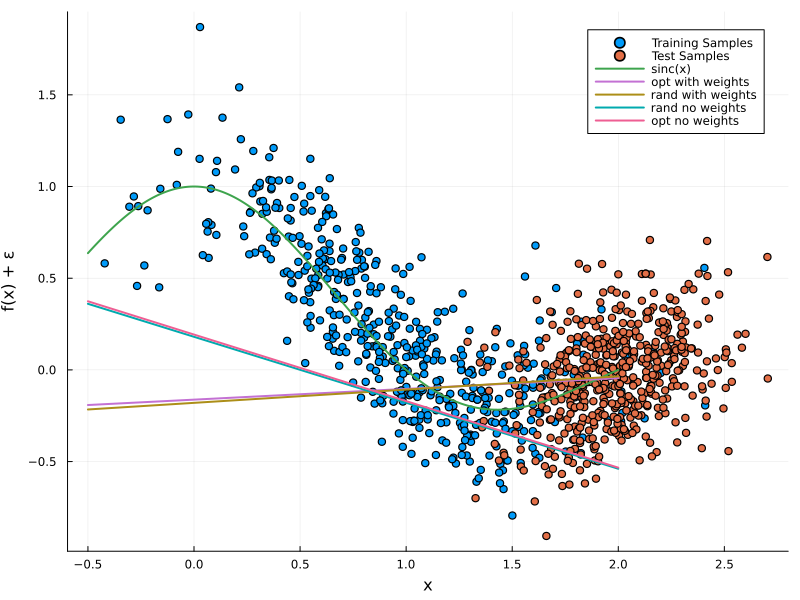 Training Samples
Test Samples
sinc(x)
opt with weights
rand with weights
rand no weights
opt no weights
1.5
1.0
0.5
0.0
−0.5
f(x) + ε
−0.5 0.0 0.5 1.0 1.5 2.0 2.5
x